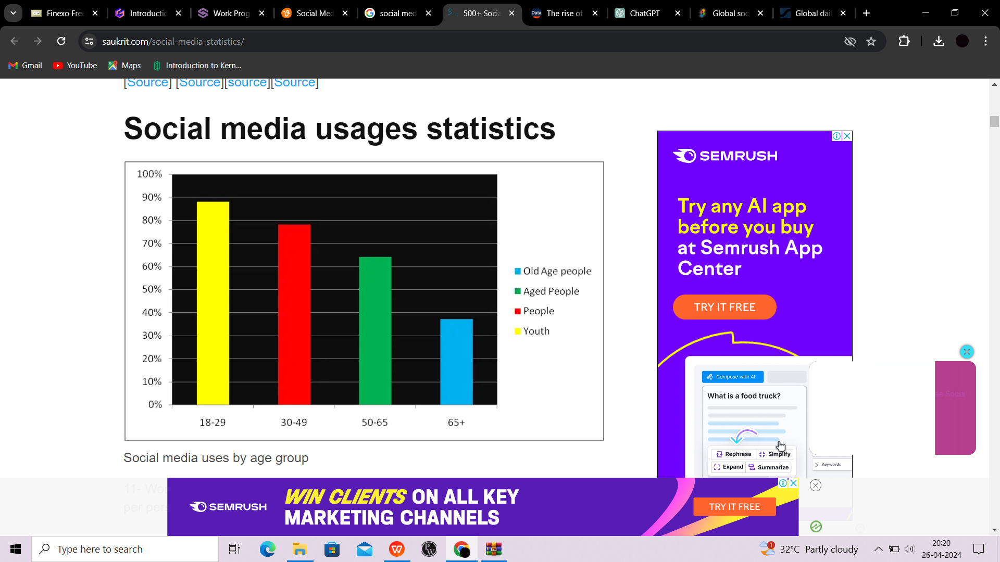 Finexo Fre
Introductio
Work Prog
Social Med
social med
500+ Socia
The rise of
ChatGPT
Global soc
Global dail
saukrit.com/social-media-statistics/
Gmail
YouTube
Maps
Introduction to Kern...
[Source] [Source][source][Source]
Social media usages statistics
100%
90%
80%
70%
60%
50%
40%
30%
20%
10%
0%
18-29
30-49
50-65
65+
Old Age people
Aged People
People
Youth
Social media uses by age group
11- Wo
per pers
SEMRUSH
Try any AI app
before you buy
at Semrush App
Center
TRY IT FREE
Compose with AI
What is a food truck?
Rephrase
Simplify
Expand
Summarize
Keywords
SEMRUSH
WIN CLIENTS ON ALL KEY
MARKETING CHANNELS
TRY IT FREE
Type here to search
32°C Partly cloudy
20:20
26-04-2024